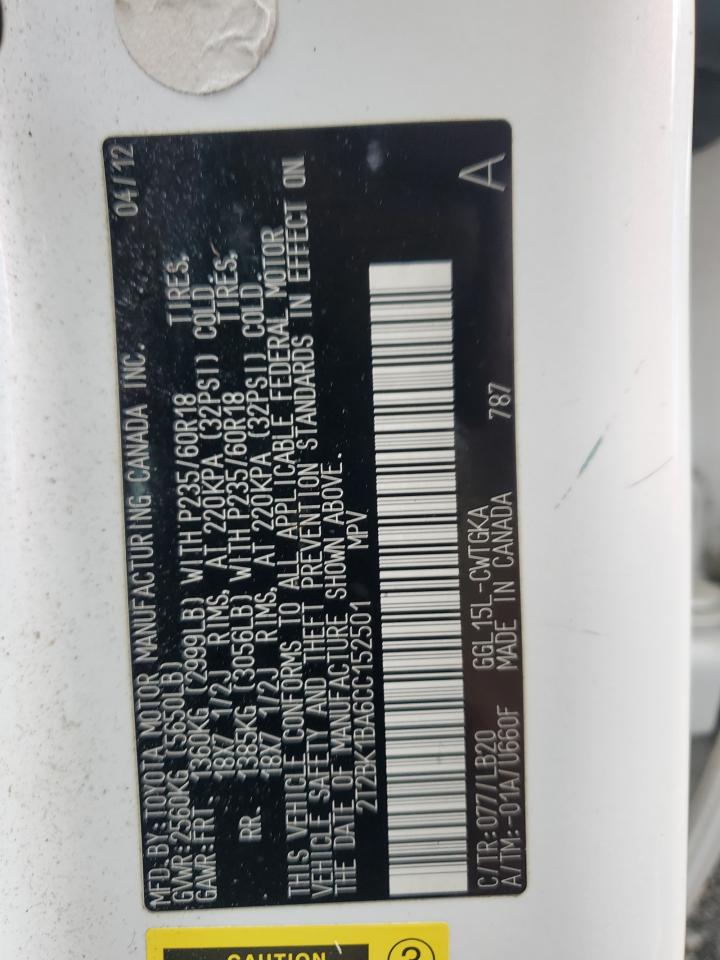 MFD.BY:TOYOTA MOTOR MANUFACTURING CANADA INC. 04/12
GVWR:2560KG(5650LB)
GAWR:FRT. 1360KG (2999LB) WITH P235/60R18 TIRES,
18X7 1/2J RIMS, AT 220KPA (32PSI) COLD.
RR. 1385KG (3056LB) WITH P235/60R18 TIRES,
18X7 1/2J RIMS, AT 220KPA (32PSI) COLD.
THIS VEHICLE CONFORMS TO ALL APPLICABLE FEDERAL MOTOR
VEHICLE SAFETY AND THEFT PREVENTION STANDARDS IN EFFECT ON
THE DATE OF MANUFACTURE SHOWN ABOVE.
2T2BK1BA6CC152501 MPV
C/TR:077/LB20 GGL15L-CWTGKA 787 A
A/TM:-01A/U660F MADE IN CANADA
CAUTION